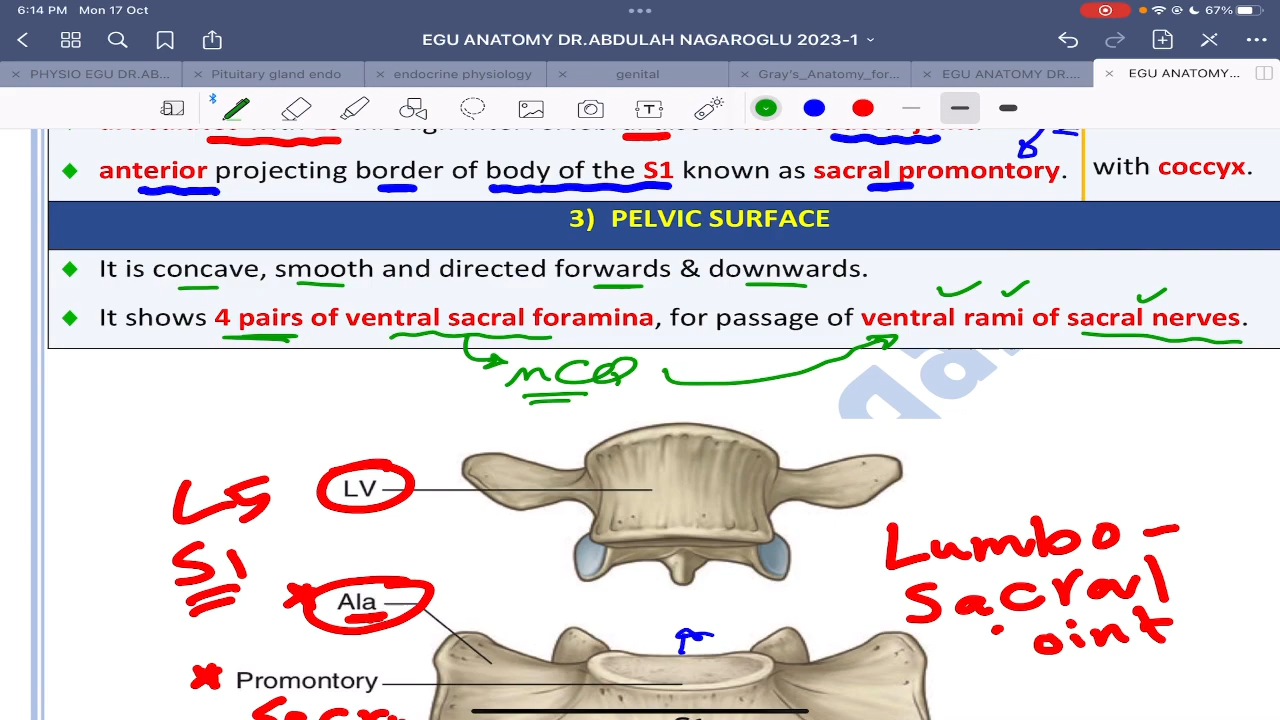 6:14 PM Mon 17 Oct
67%
EGU ANATOMY DR.ABDULAH NAGAROGLU 2023-1
PHYSIO EGU DR.AB...
Pituitary gland endo
endocrine physiology
genital
Gray's_Anatomy_for...
EGU ANATOMY DR....
EGU ANATOMY...
anterior projecting border of body of the S1 known as sacral promontory.
with coccyx.
3) PELVIC SURFACE
It is concave, smooth and directed forwards & downwards.
It shows 4 pairs of ventral sacral foramina, for passage of ventral rami of sacral nerves.
MCQ
LV
L5
S1
Lumbo-
Sacral
Joint
Ala
Promontory